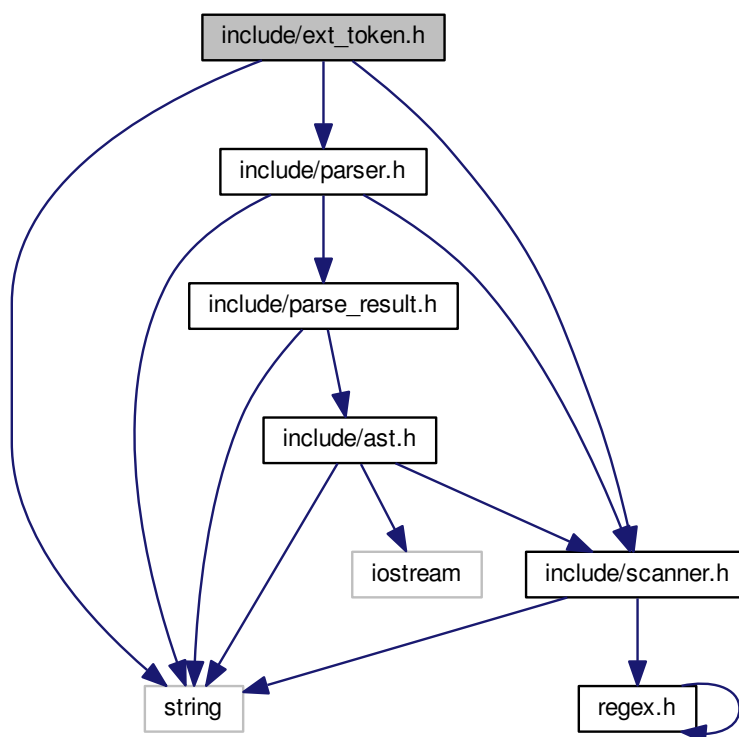 include/ext_token.h
include/parser.h
include/parse_result.h
include/ast.h
iostream
include/scanner.h
string
regex.h